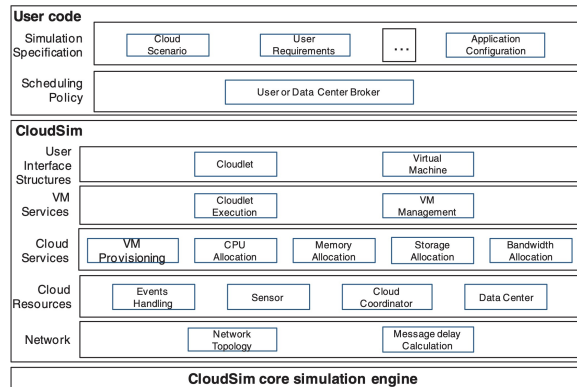 User code
Simulation
Specification
Cloud
Scenario
User
Requirements
...
Application
Configuration
Scheduling
Policy
User or Data Center Broker
CloudSim
User
Interface
Structures
Cloudlet
Virtual
Machine
VM
Services
Cloudlet
Execution
VM
Management
Cloud
Services
VM
Provisioning
CPU
Allocation
Memory
Allocation
Storage
Allocation
Bandwidth
Allocation
Cloud
Resources
Events
Handling
Sensor
Cloud
Coordinator
Data Center
Network
Network
Topology
Message delay
Calculation
CloudSim core simulation engine